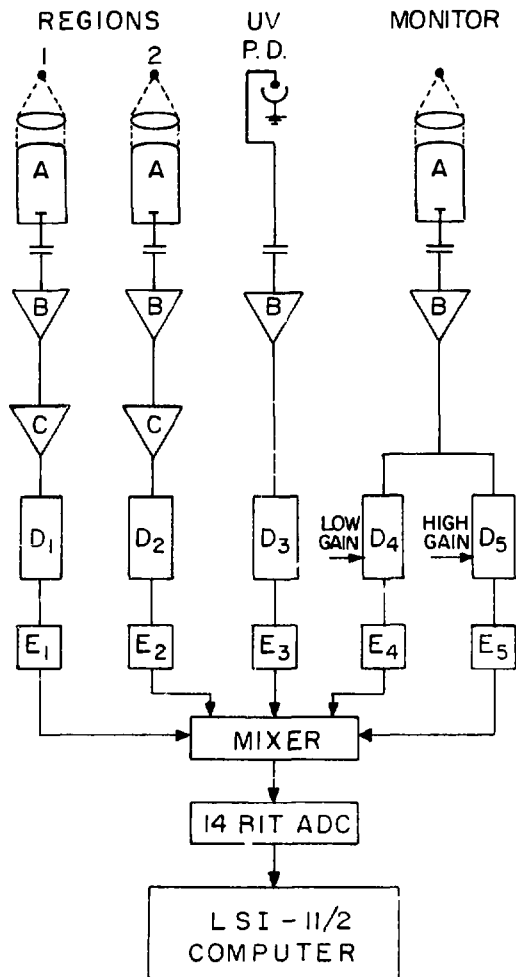 REGIONS
UV
P.D.
MONITOR
1
2
A
A
A
B
B
B
B
C
C
D1
D2
D3
LOW
GAIN
D4
HIGH
GAIN
D5
E1
E2
E3
E4
E5
MIXER
14 RIT ADC
LSI-11/2
COMPUTER